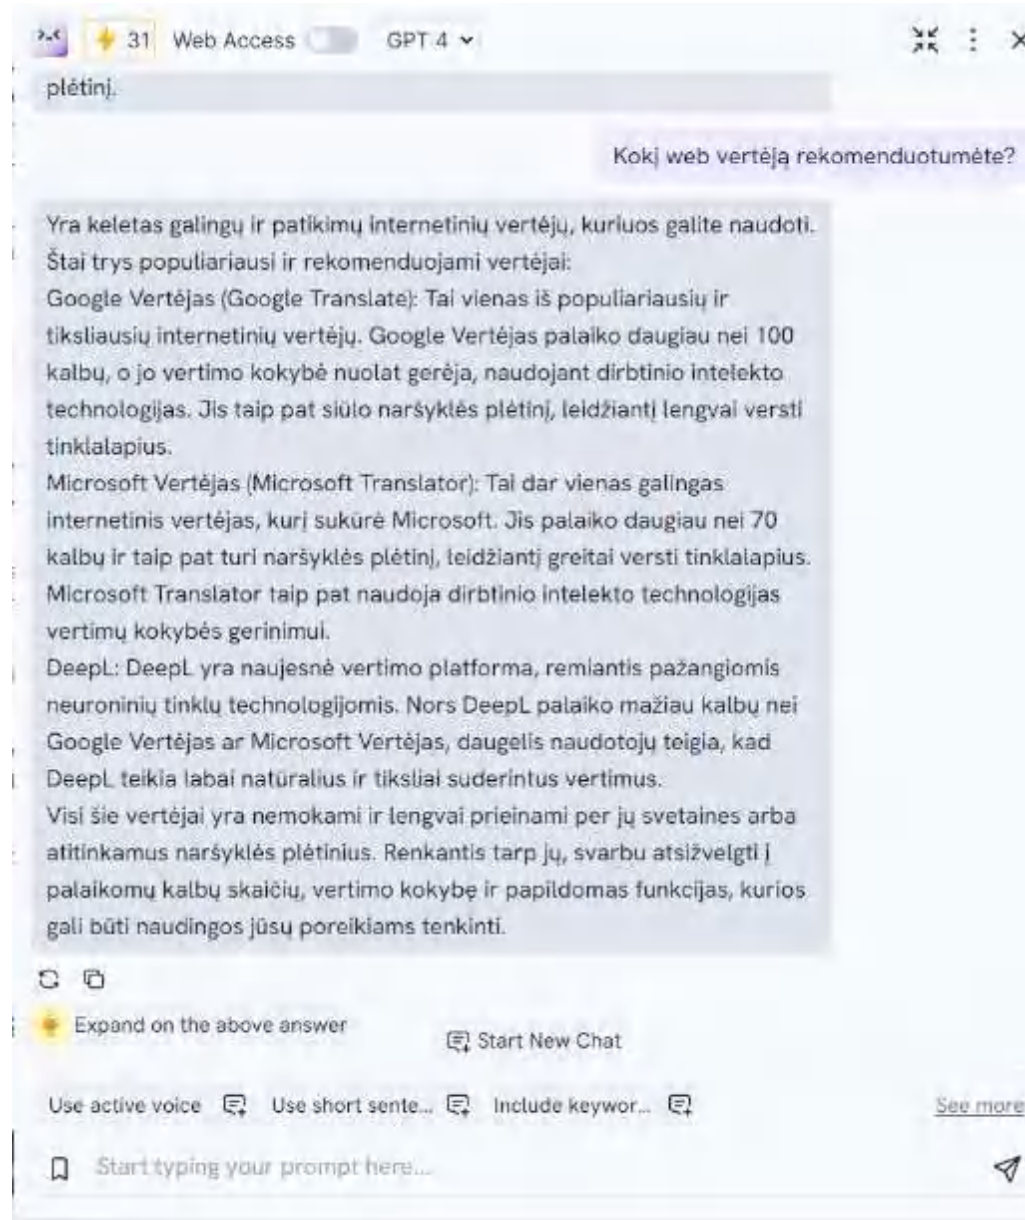 31 Web Access GPT 4
plėtinį.
Kokį web vertėją rekomenduotumėte?
Yra keletas galingų ir patikimų internetinių vertėjų, kuriuos galite naudoti.
Štai trys populiariausi ir rekomenduojami vertėjai:
Google Vertėjas (Google Translate): Tai vienas iš populiariausių ir
tiksliausių internetinių vertėjų. Google Vertėjas palaiko daugiau nei 100
kalbų, o jo vertimo kokybė nuolat gerėja, naudojant dirbtinio intelekto
technologijas. Jis taip pat siūlo naršyklės plėtinį, leidžiantį lengvai versti
tinklalapius.
Microsoft Vertėjas (Microsoft Translator): Tai dar vienas galingas
internetinis vertėjas, kurį sukūrė Microsoft. Jis palaiko daugiau nei 70
kalbų ir taip pat turi naršyklės plėtinį, leidžiantį greitai versti tinklalapius.
Microsoft Translator taip pat naudoja dirbtinio intelekto technologijas
vertimų kokybės gerinimui.
DeepL: DeepL yra naujesnė vertimo platforma, remiantis pažangiomis
neuroninių tinklų technologijomis. Nors DeepL palaiko mažiau kalbų nei
Google Vertėjas ar Microsoft Vertėjas, daugelis naudotojų teigia, kad
DeepL teikia labai natūralius ir tiksliai suderintus vertimus.
Visi šie vertėjai yra nemokami ir lengvai prieinami per jų svetaines arba
atitinkamus naršyklės plėtinius. Renkantis tarp jų, svarbu atsižvelgti į
palaikomų kalbų skaičių, vertimo kokybę ir papildomas funkcijas, kurios
gali būti naudingos jūsų poreikiams tenkinti.
Expand on the above answer
Start New Chat
Use active voice Use short sente... Include keywor... See more
Start typing your prompt here...